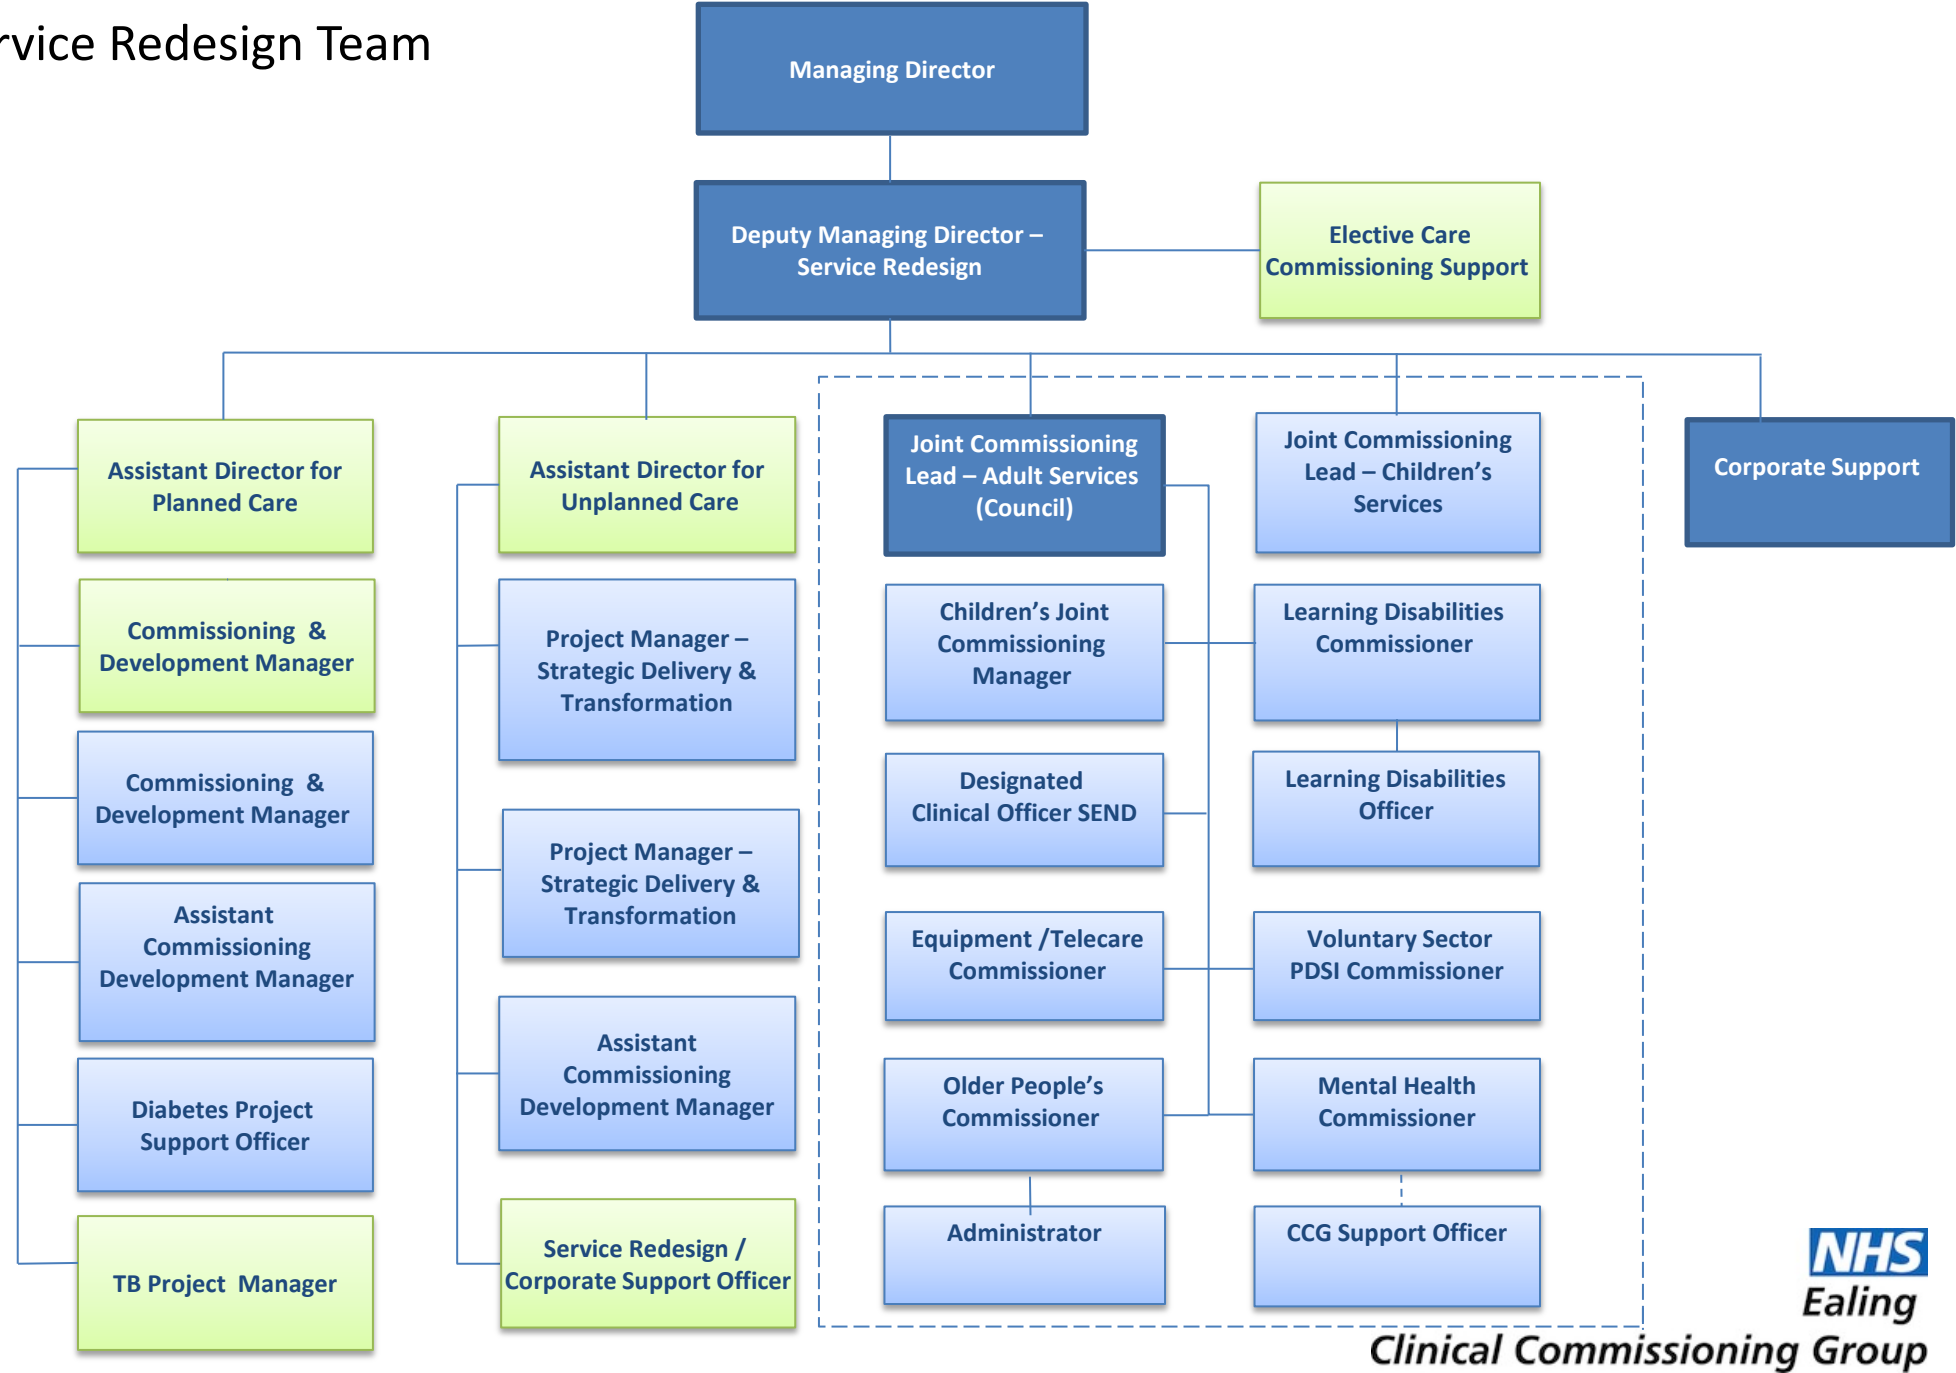 rvice Redesign Team
Managing Director
Deputy Managing Director –
Service Redesign
Elective Care
Commissioning Support
Assistant Director for
Planned Care
Commissioning &
Development Manager
Commissioning &
Development Manager
Assistant
Commissioning
Development Manager
Diabetes Project
Support Officer
TB Project Manager
Assistant Director for
Unplanned Care
Project Manager –
Strategic Delivery &
Transformation
Project Manager –
Strategic Delivery &
Transformation
Assistant
Commissioning
Development Manager
Service Redesign /
Corporate Support Officer
Joint Commissioning
Lead – Adult Services
(Council)
Children's Joint
Commissioning
Manager
Designated
Clinical Officer SEND
Equipment /Telecare
Commissioner
Older People's
Commissioner
Administrator
Joint Commissioning
Lead – Children's
Services
Learning Disabilities
Commissioner
Learning Disabilities
Officer
Voluntary Sector
PDSI Commissioner
Mental Health
Commissioner
CCG Support Officer
Corporate Support
NHS
Ealing
Clinical Commissioning Group